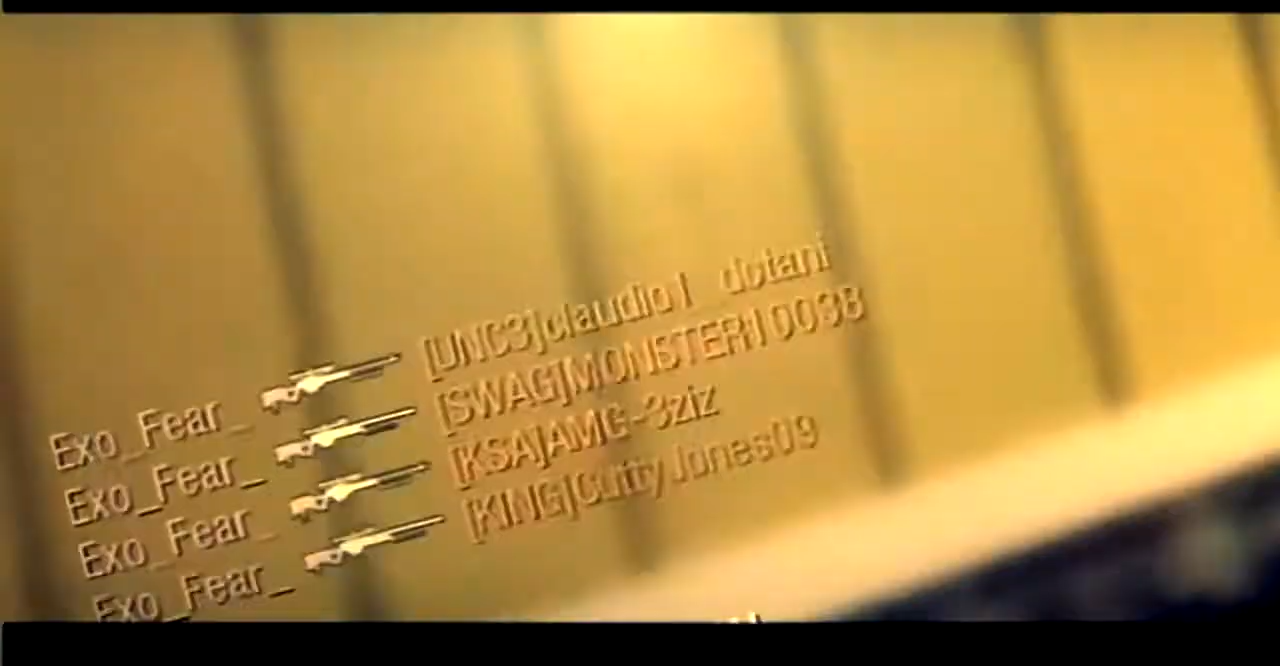 Exo_Fear_ [UNC3]claudio1_dotani
Exo_Fear_ [SWAG]MONSTER10038
Exo_Fear_ [KSA]AMG-3ziz
Exo_Fear_ [KING]Cutty Jones09